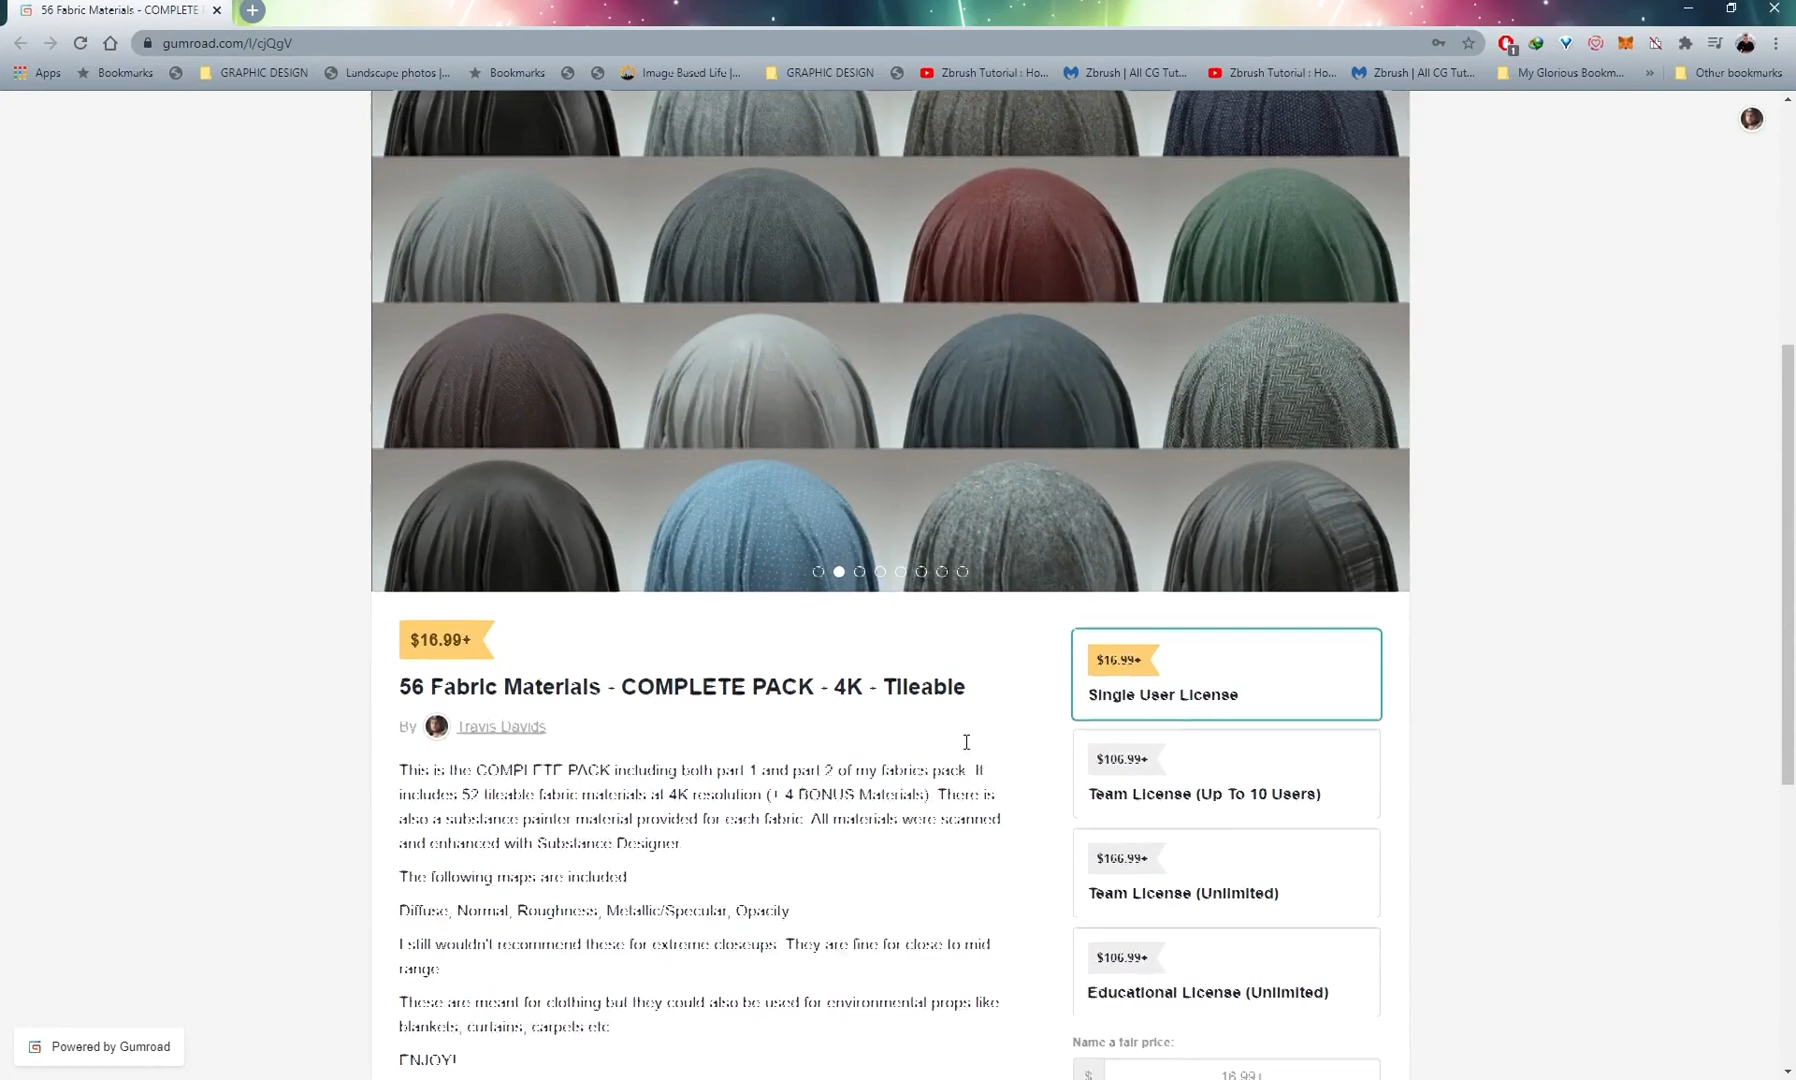 56 Fabric Materials - COMPLETE
gumroad.com/l/cjQgV
1
Apps Bookmarks GRAPHIC DESIGN Landscape photos |... Bookmarks Image Based Life |... GRAPHIC DESIGN Zbrush Tutorial : Ho... Zbrush | All CG Tut... Zbrush Tutorial : Ho... Zbrush | All CG Tut... My Glorious Bookm... » Other bookmarks
$16.99+
56 Fabric Materials - COMPLETE PACK - 4K - Tileable
By Travis Davids
This is the COMPLETE PACK including both part 1 and part 2 of my fabrics pack. It
includes 52 tileable fabric materials at 4K resolution (+ 4 BONUS Materials). There is
also a substance painter material provided for each fabric. All materials were scanned
and enhanced with Substance Designer.
The following maps are included
Diffuse, Normal, Roughness, Metallic/Specular, Opacity
I still wouldn't recommend these for extreme closeups. They are fine for close to mid
range.
These are meant for clothing but they could also be used for environmental props like
blankets, curtains, carpets etc
ENJOY!
$16.99+
Single User License
$106.99+
Team License (Up To 10 Users)
$166.99+
Team License (Unlimited)
$106.99+
Educational License (Unlimited)
Name a fair price:
$ 16.99+
Powered by Gumroad